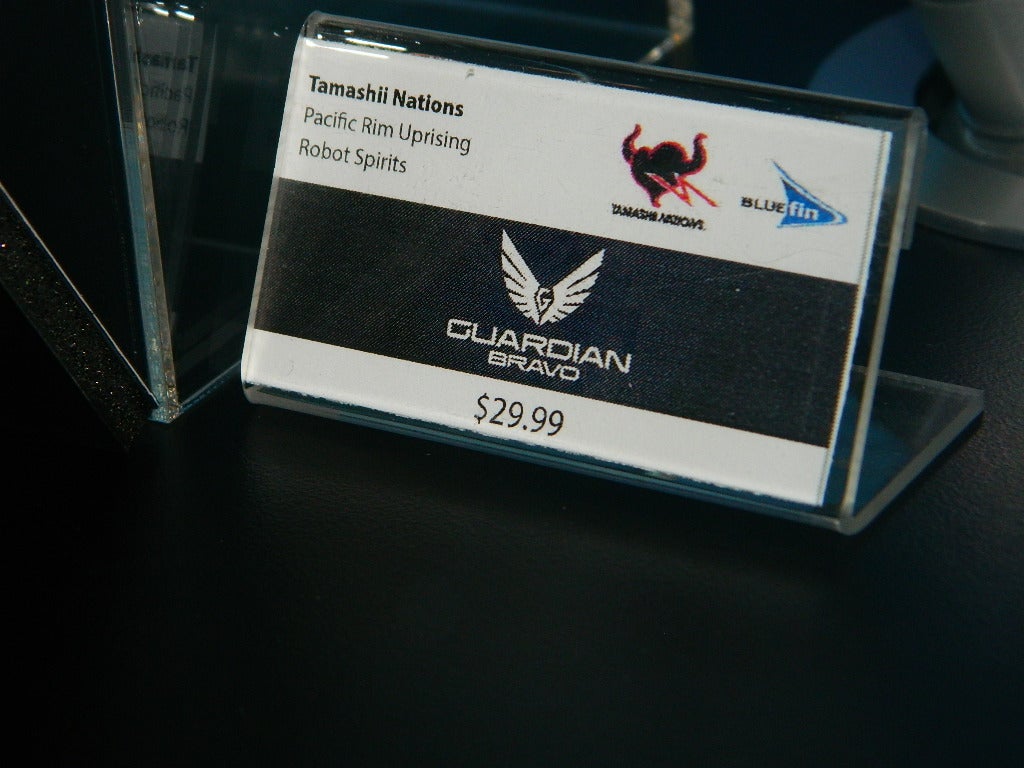 Tamashii Nations
Pacific Rim Uprising
Robot Spirits
TAMASHII NATIONS
BLUEfin
G
GUARDIAN
BRAVO
$29.99